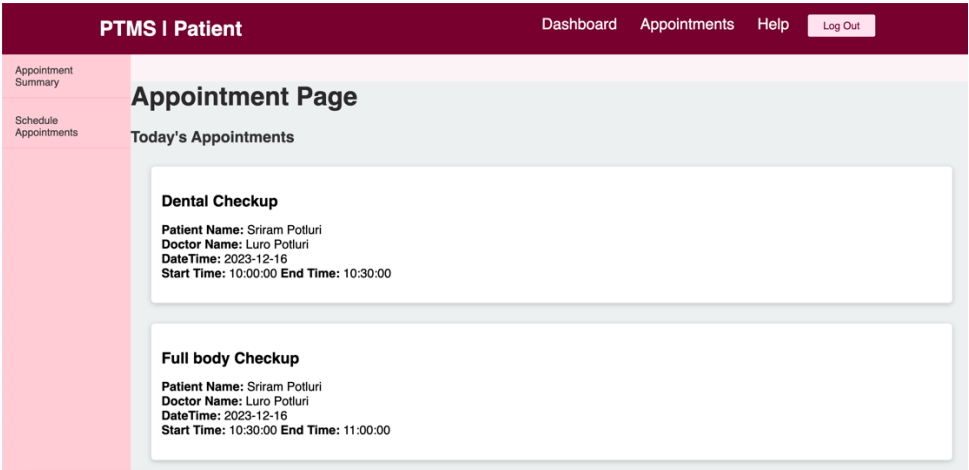 PTMS I Patient
Dashboard Appointments Help Log Out
Appointment
Summary
Schedule
Appointments
Appointment Page
Today's Appointments
Dental Checkup
Patient Name: Sriram Potluri
Doctor Name: Luro Potluri
DateTime: 2023-12-16
Start Time: 10:00:00 End Time: 10:30:00
Full body Checkup
Patient Name: Sriram Potluri
Doctor Name: Luro Potluri
DateTime: 2023-12-16
Start Time: 10:30:00 End Time: 11:00:00